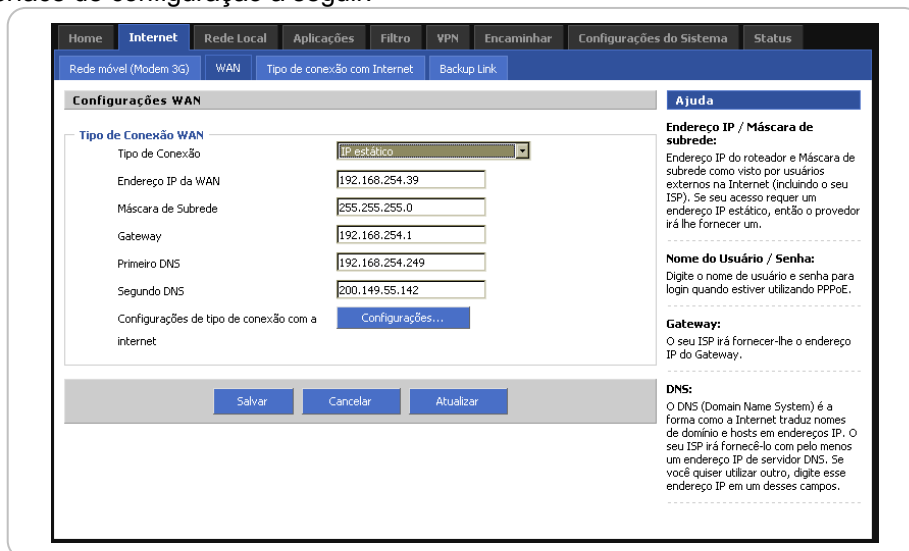 de configuração a seguir.
Home Internet Rede Local Aplicações Filtro VPN Encaminhar Configurações do Sistema Status
Rede móvel (Modem 3G) WAN Tipo de conexão com Internet Backup Link
Configurações WAN
Tipo de Conexão WAN
Tipo de Conexão IP estático
Endereço IP da WAN 192.168.254.39
Máscara de Subrede 255.255.255.0
Gateway 192.168.254.1
Primeiro DNS 192.168.254.249
Segundo DNS 200.149.55.142
Configurações de tipo de conexão com a Configurações...
internet
Salvar Cancelar Atualizar
Ajuda
Endereço IP / Máscara de
subrede:
Endereço IP do roteador e Máscara de
subrede como visto por usuários
externos na Internet (incluindo o seu
ISP). Se seu acesso requer um
endereço IP estático, então o provedor
irá lhe fornecer um.
Nome do Usuário / Senha:
Digite o nome de usuário e senha para
login quando estiver utilizando PPPoE.
Gateway:
O seu ISP irá fornecer-lhe o endereço
IP do Gateway.
DNS:
O DNS (Domain Name System) é a
forma como a Internet traduz nomes
de domínio e hosts em endereços IP. O
seu ISP irá fornecê-lo com pelo menos
um endereço IP de servidor DNS. Se
você quiser utilizar outro, digite esse
endereço IP em um desses campos.